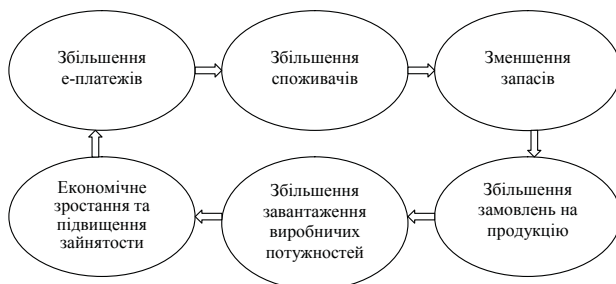 Збільшення
е-платежів
Збільшення
споживачів
Зменшення
запасів
Збільшення
замовлень на
продукцію
Збільшення
завантаження
виробничих
потужностей
Економічне
зростання та
підвищення
зайнятости